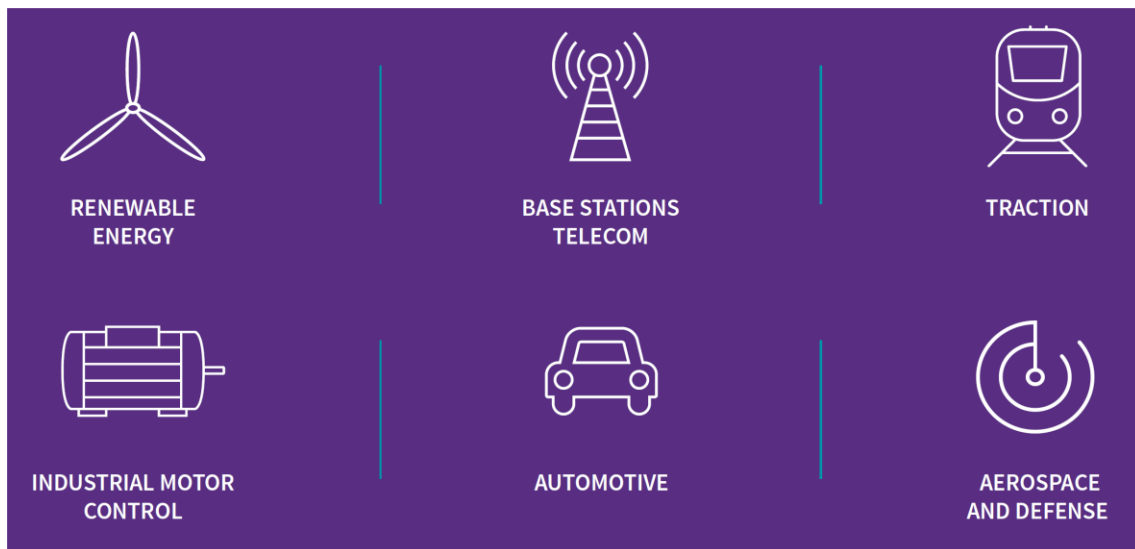 RENEWABLE
ENERGY
BASE STATIONS
TELECOM
TRACTION
INDUSTRIAL MOTOR
CONTROL
AUTOMOTIVE
AEROSPACE
AND DEFENSE